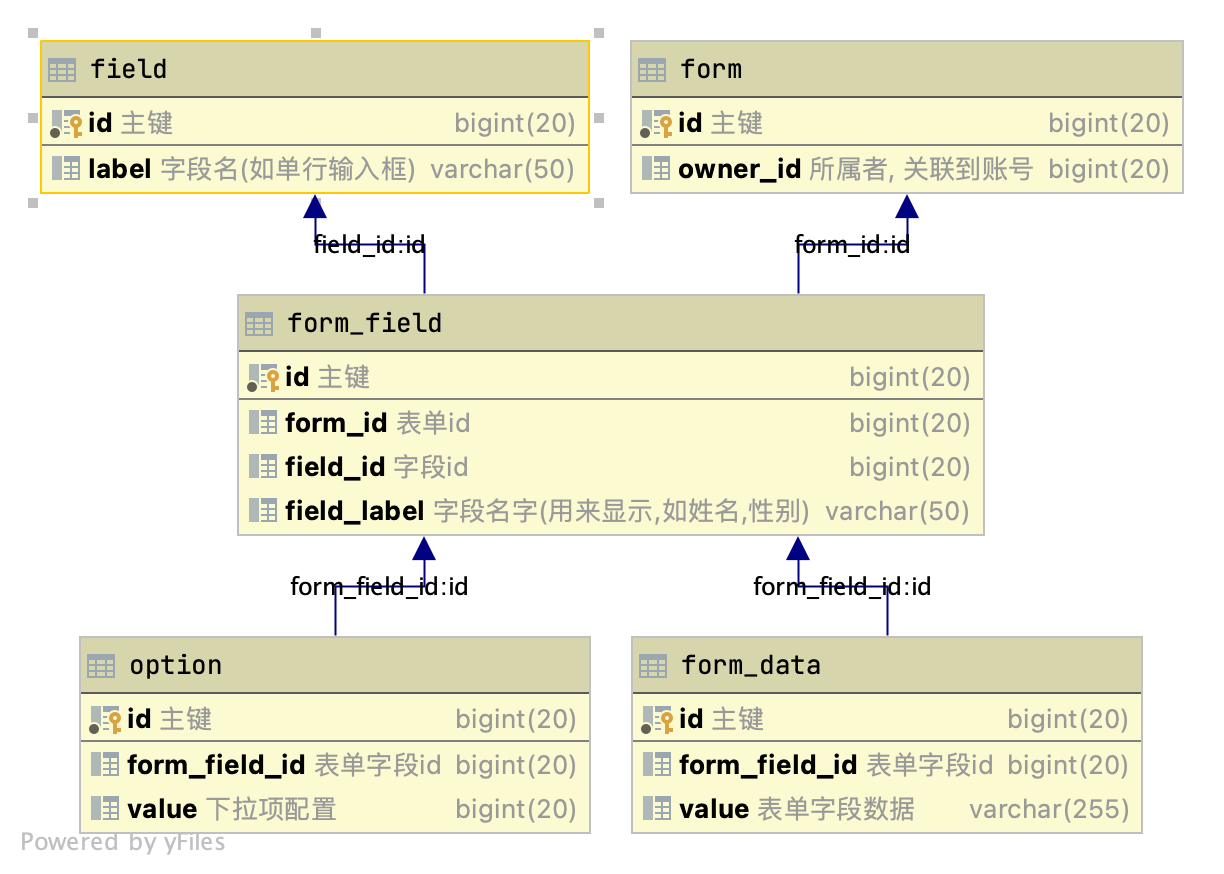 field
id 主键 bigint(20)
label 字段名(如单行输入框) varchar(50)
form
id 主键 bigint(20)
owner_id 所属者, 关联到账号 bigint(20)
field_id:id
form_id:id
form_field
id 主键 bigint(20)
form_id 表单id bigint(20)
field_id 字段id bigint(20)
field_label 字段名字(用来显示,如姓名,性别) varchar(50)
form_field_id:id
form_field_id:id
option
id 主键 bigint(20)
form_field_id 表单字段id bigint(20)
value 下拉项配置 bigint(20)
form_data
id 主键 bigint(20)
form_field_id 表单字段id bigint(20)
value 表单字段数据 varchar(255)
Powered by yFiles